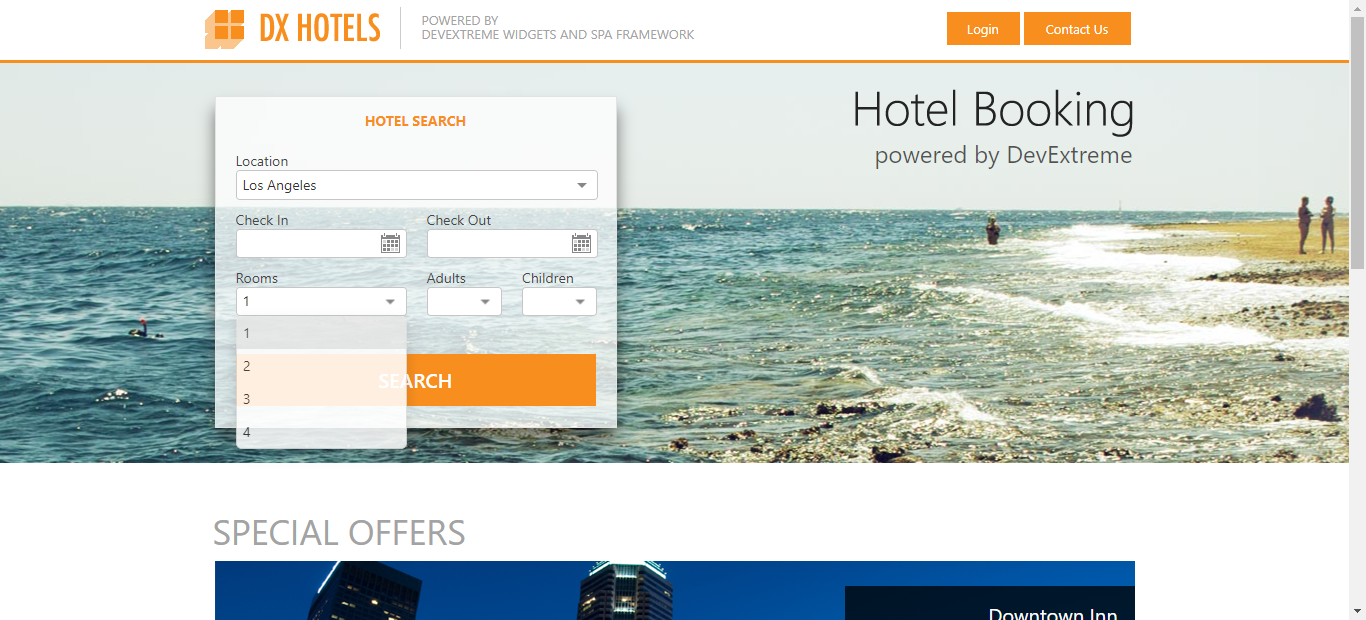 DX HOTELS
POWERED BY
DEVEXTREME WIDGETS AND SPA FRAMEWORK
Login
Contact Us
Hotel Booking
powered by DevExtreme
HOTEL SEARCH
Location
Los Angeles
Check In
Check Out
Rooms
Adults
Children
1
1
2
3
4
SEARCH
SPECIAL OFFERS
Downtown Inn